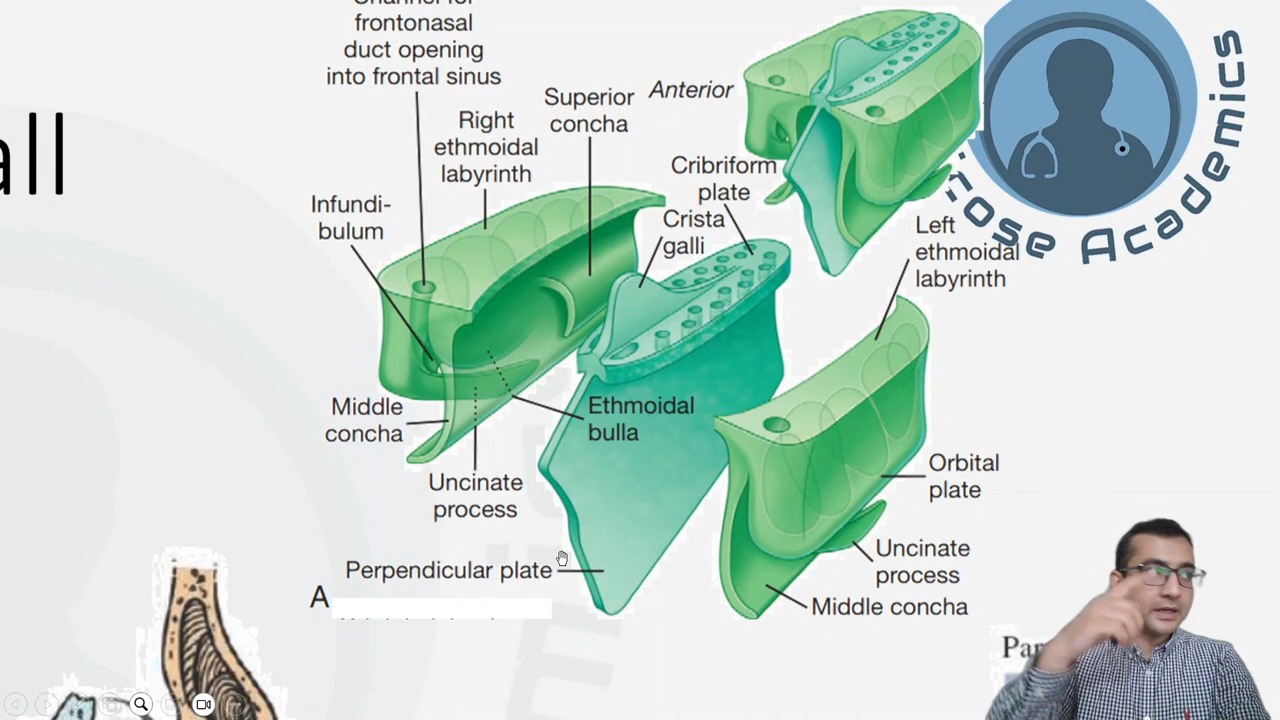 all
Channel for
frontonasal
duct opening
into frontal sinus
Superior
concha
Anterior
Right
ethmoidal
labyrinth
Cribriform
plate
Infundi-
bulum
Crista
galli
Left
ethmoidal
labyrinth
Middle
concha
Ethmoidal
bulla
Uncinate
process
Orbital
plate
Perpendicular plate
Uncinate
process
Middle concha
A
nose Academics